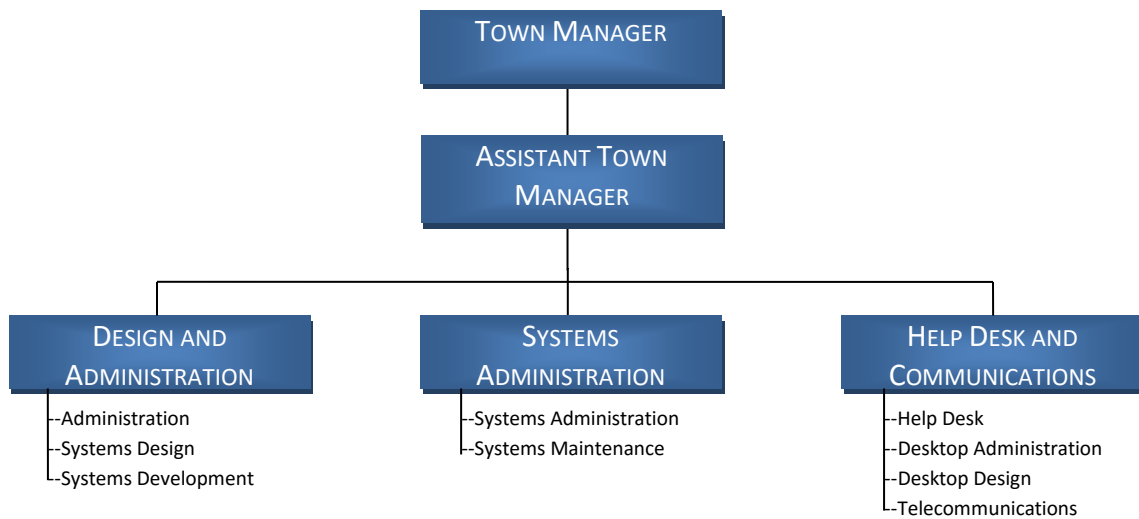 TOWN MANAGER
ASSISTANT TOWN
MANAGER
DESIGN AND
ADMINISTRATION
--Administration
--Systems Design
--Systems Development
SYSTEMS
ADMINISTRATION
--Systems Administration
--Systems Maintenance
HELP DESK AND
COMMUNICATIONS
--Help Desk
--Desktop Administration
--Desktop Design
--Telecommunications